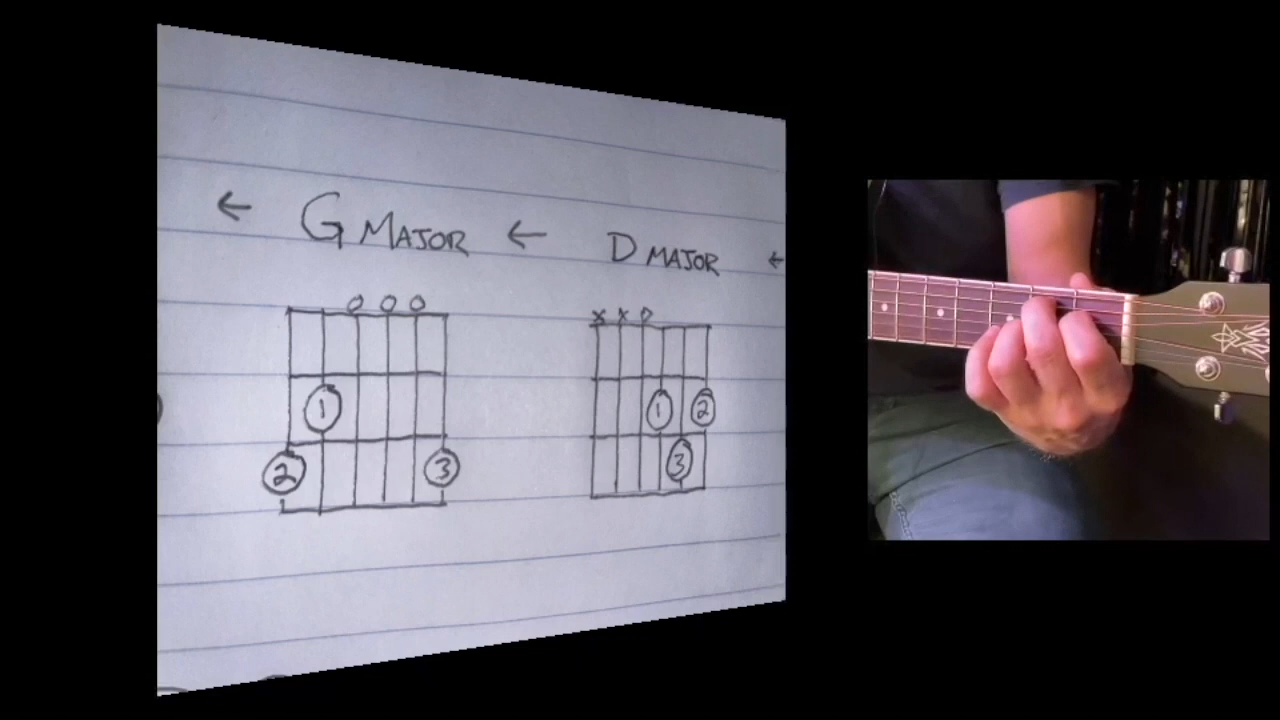 ← G MAJOR ← D MAJOR ←
o o o
x x o
1
2 3
1 2
3